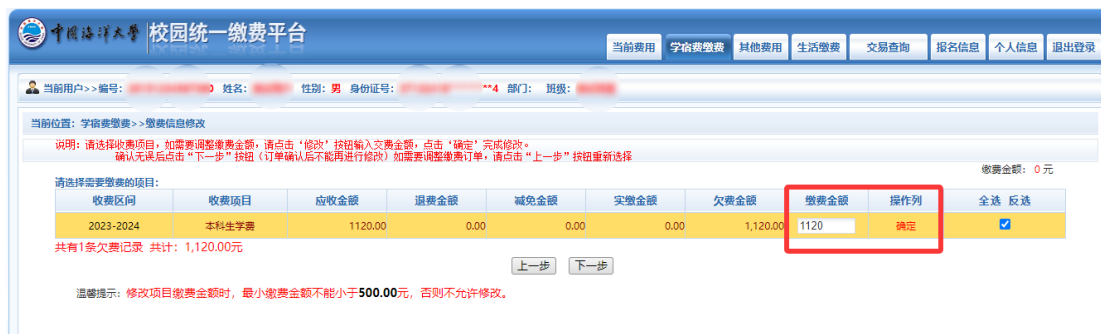 中国海洋大学 校园统一缴费平台
当前费用 学宿费缴费 其他费用 生活缴费 交易查询 报名信息 个人信息 退出登录
当前用户>>编号: 姓名: 性别: 男 身份证号: **4 部门: 班级:
当前位置: 学宿费缴费>>缴费信息修改
说明: 请选择收费项目, 如需要调整缴费金额, 请点击‘修改’按钮输入交费金额, 点击‘确定’完成修改。
确认无误后点击“下一步”按钮 (订单确认后不能再进行修改) 如需要调整缴费订单, 请点击“上一步”按钮重新选择
缴费金额: 0 元
请选择需要缴费的项目:
收费区间 收费项目 应收金额 退费金额 减免金额 实缴金额 欠费金额 缴费金额 操作列 全选 反选
2023-2024 本科生学费 1120.00 0.00 0.00 0.00 1,120.00 1120 确定
共有1条欠费记录 共计: 1,120.00元
上一步 下一步
温馨提示: 修改项目缴费金额时, 最小缴费金额不能小于500.00元, 否则不允许修改。